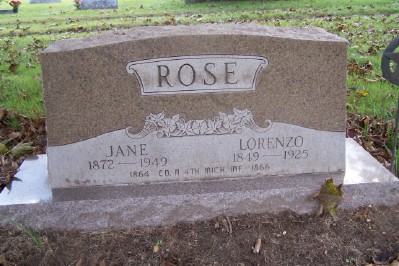 ROSE
JANE
1872 — 1949
LORENZO
1849 — 1925
1864 CO. A 4TH MICH. INF. 1866